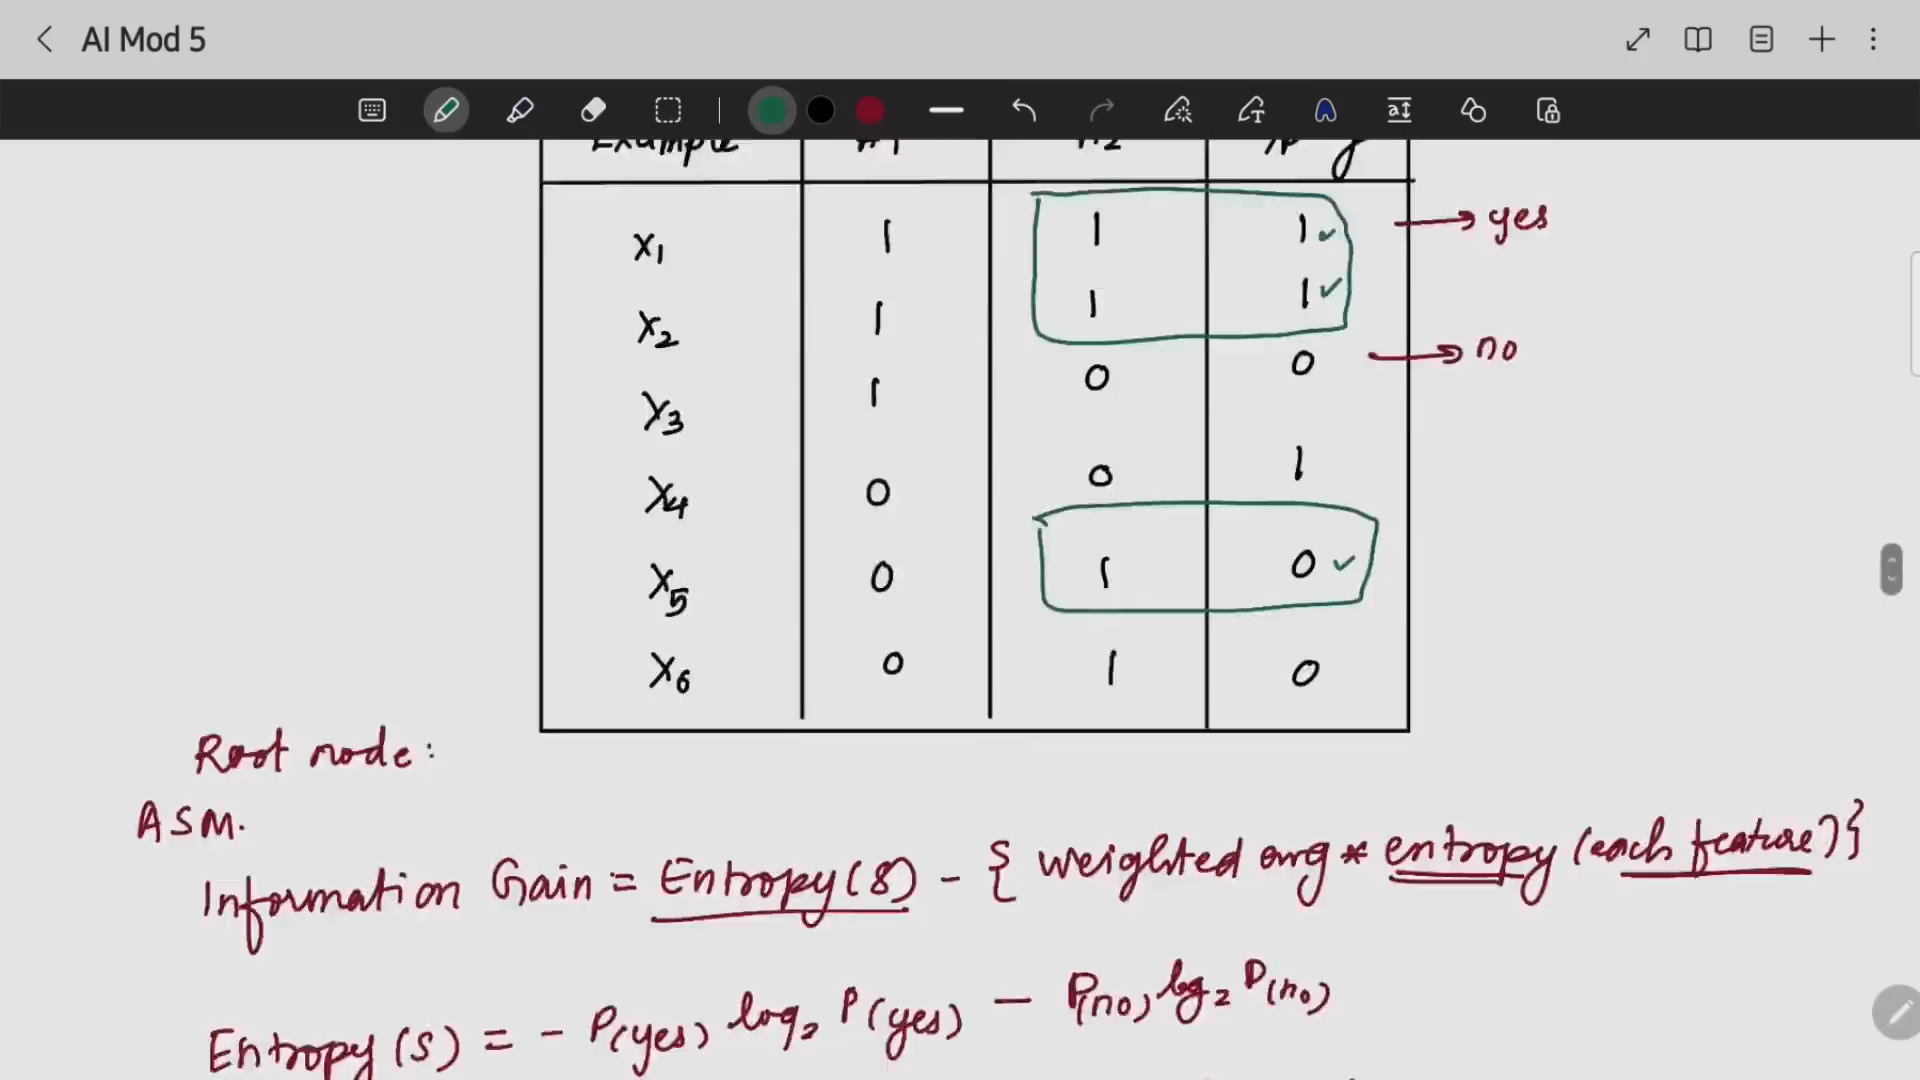 AI Mod 5
Example
x1 1 1 1 → yes
x2 1 1 1
x3 1 0 0 → no
x4 0 0 1
x5 0 1 0
x6 0 1 0
Root node:
ASM.
Information Gain = Entropy(S) - { weighted avg * entropy (each feature) }
Entropy (S) = - P(yes) log2 P(yes) - P(no) log2 P(no)